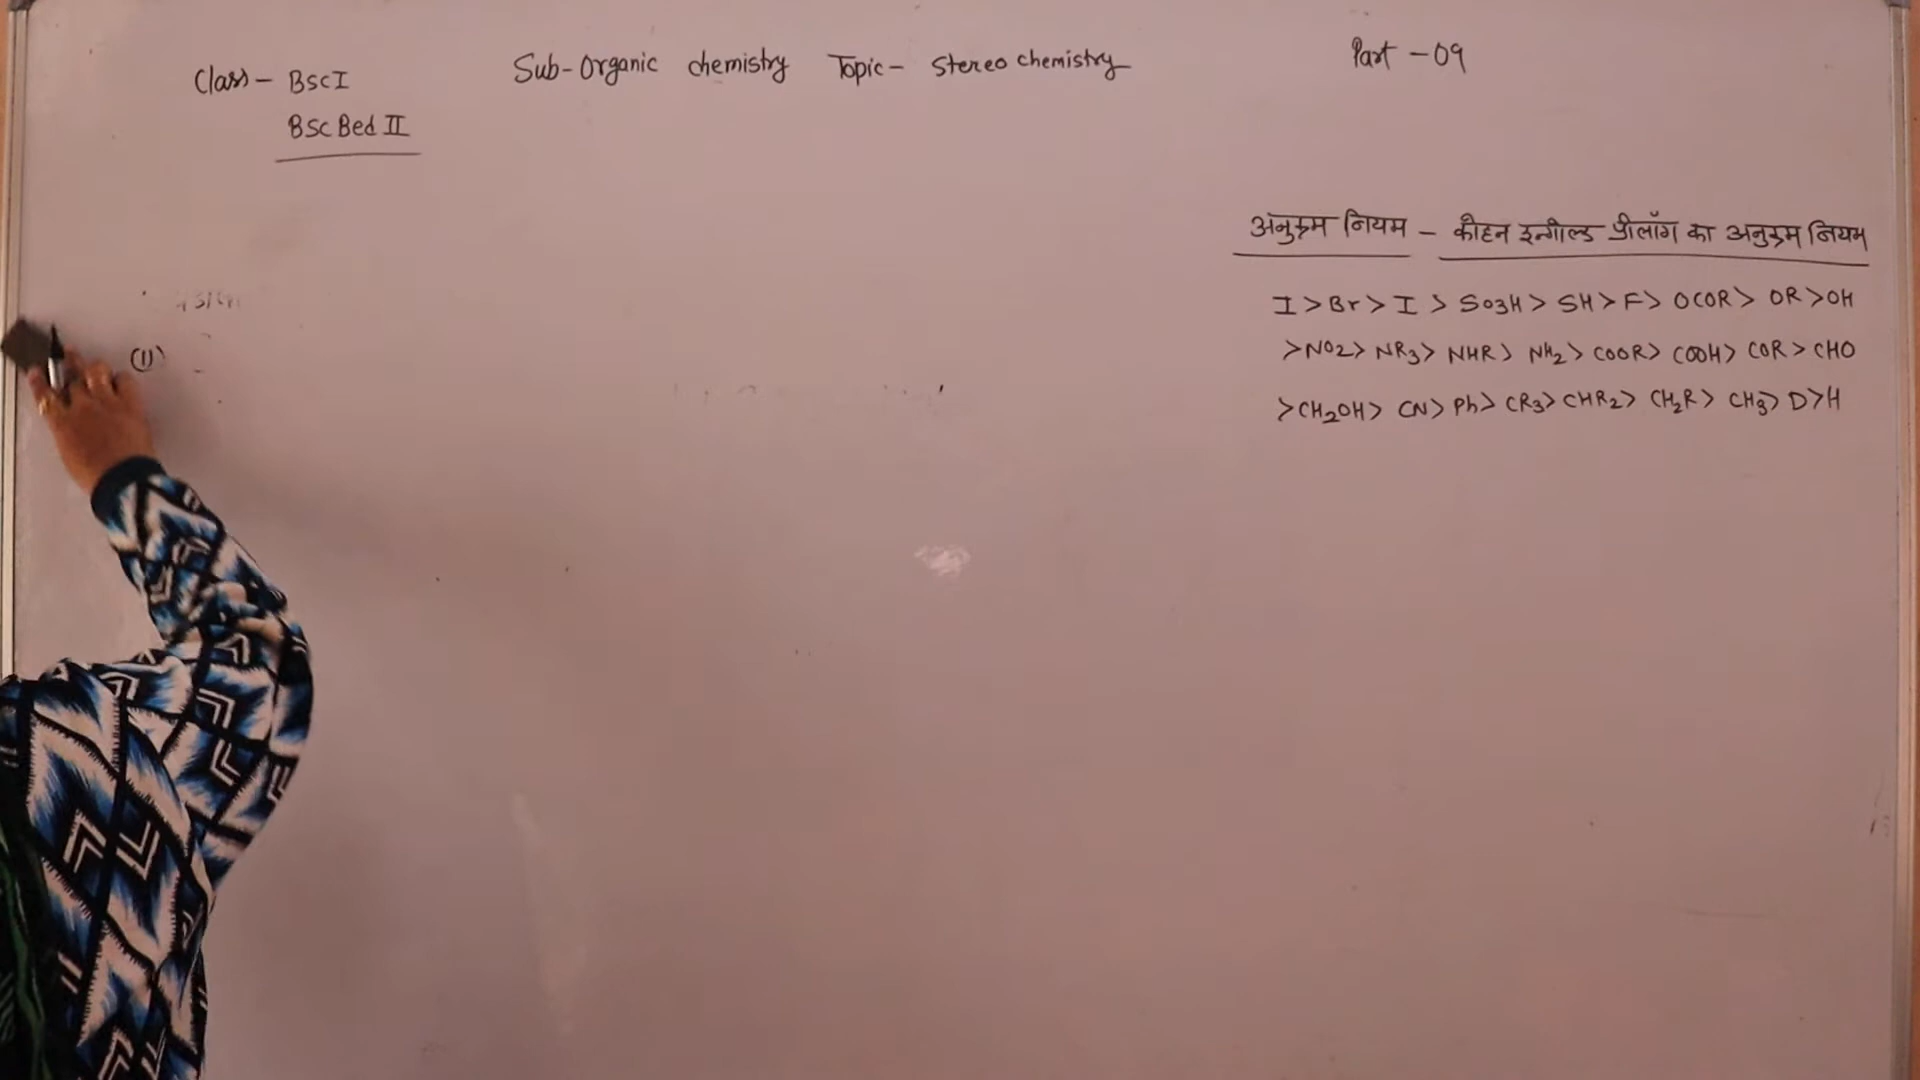 Class - BSc I
Sub-Organic chemistry Topic - Stereo chemistry
Part - 09
BSc Bed II
अनुक्रम नियम - कॉहन इन्गोल्ड प्रीलॉग का अनुक्रम नियम
I > Br > I > SO3H > SH > F > OCOR > OR > OH
> NO2 > NR3 > NHR > NH2 > COOR > COOH > COR > CHO
> CH2OH > CN > Ph > CR3 > CHR2 > CH2R > CH3 > D > H
(1)